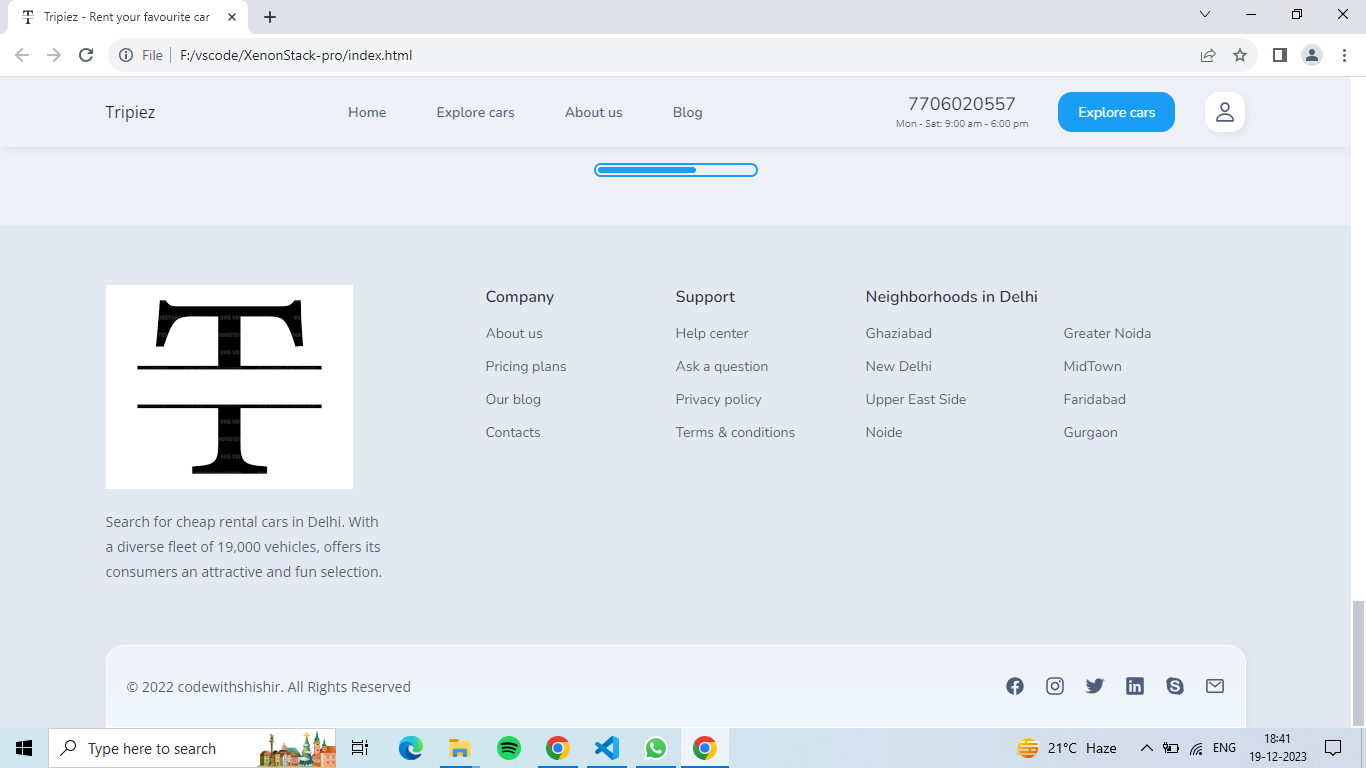 Tripiez - Rent your favourite car
File
F:/vscode/XenonStack-pro/index.html
Tripiez
Home
Explore cars
About us
Blog
7706020557
Mon - Sat: 9:00 am - 6:00 pm
Explore cars
Company
About us
Pricing plans
Our blog
Contacts
Support
Help center
Ask a question
Privacy policy
Terms & conditions
Neighborhoods in Delhi
Ghaziabad
New Delhi
Upper East Side
Noide
Greater Noida
MidTown
Faridabad
Gurgaon
Search for cheap rental cars in Delhi. With
a diverse fleet of 19,000 vehicles, offers its
consumers an attractive and fun selection.
© 2022 codewithshishir. All Rights Reserved
Type here to search
21°C Haze
ENG
18:41
19-12-2023